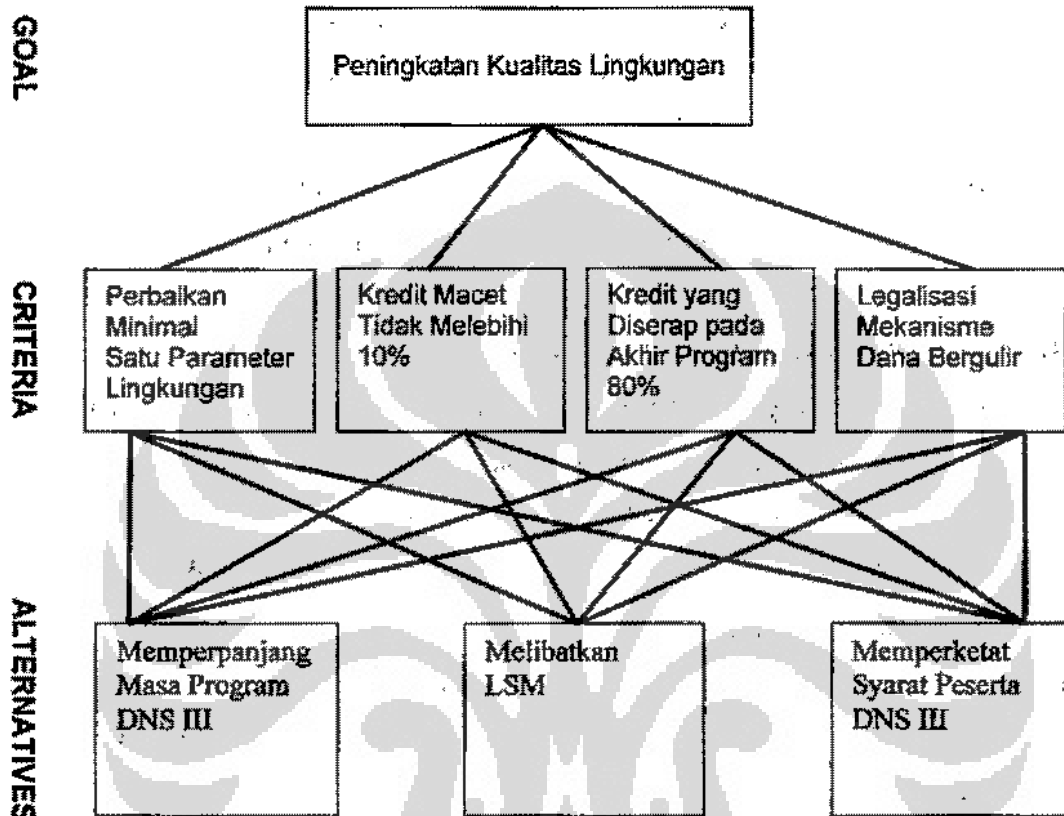 GOAL
Peningkatan Kualitas Lingkungan
CRITERIA
Perbaikan
Minimal
Satu Parameter
Lingkungan
Kredit Macet
Tidak Melebihi
10%
Kredit yang
Diserap pada
Akhir Program
80%
Legalisasi
Mekanisme
Dana Bergulir
ALTERNATIVES
Memperpanjang
Masa Program
DNS III
Melibatkan
LSM
Memperketat
Syarat Peserta
DNS III